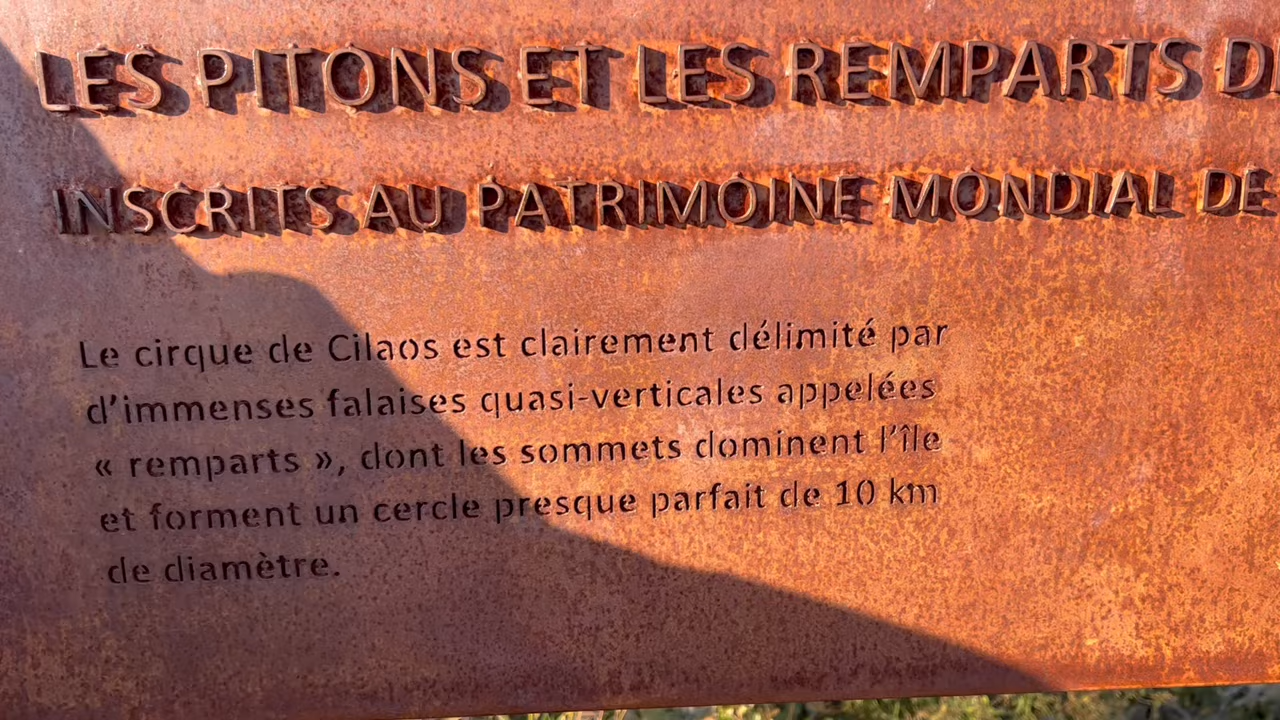 LES PITONS ET LES REMPARTS
INSCRITS AU PATRIMOINE MONDIAL DE
Le cirque de Cilaos est clairement délimité par
d'immenses falaises quasi-verticales appelées
« remparts », dont les sommets dominent l'île
et forment un cercle presque parfait de 10 km
de diamètre.